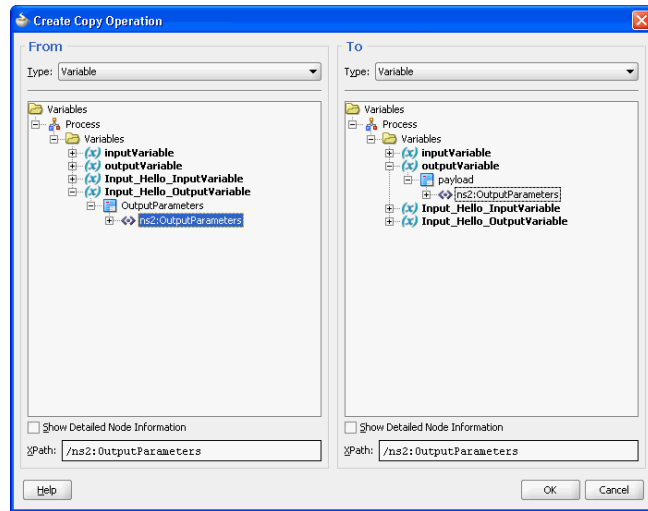 Create Copy Operation
From
Type: Variable
Variables
Process
Variables
(x) inputVariable
(x) outputVariable
(x) Input_Hello_InputVariable
(x) Input_Hello_OutputVariable
OutputParameters
ns2:OutputParameters
Show Detailed Node Information
XPath: /ns2:OutputParameters
To
Type: Variable
Variables
Process
Variables
(x) inputVariable
(x) outputVariable
payload
ns2:OutputParameters
(x) Input_Hello_InputVariable
(x) Input_Hello_OutputVariable
Show Detailed Node Information
XPath: /ns2:OutputParameters
Help
OK
Cancel